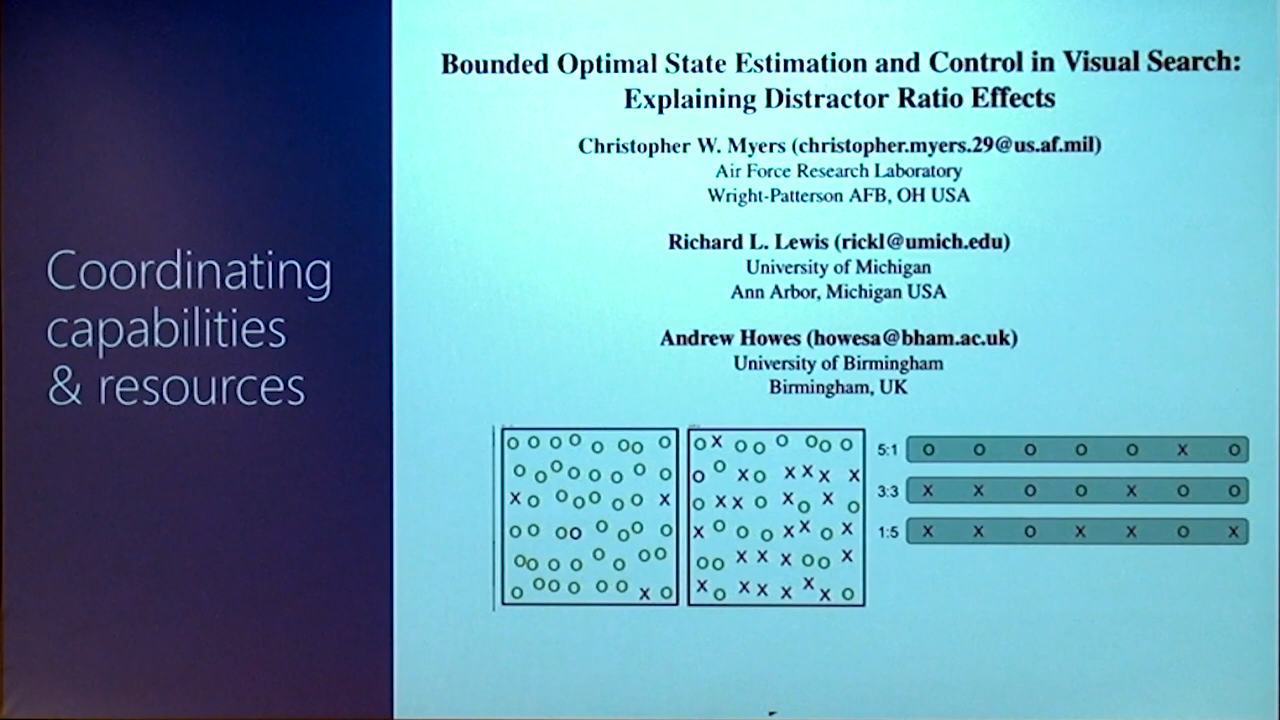 Coordinating
capabilities
& resources
Bounded Optimal State Estimation and Control in Visual Search:
Explaining Distractor Ratio Effects
Christopher W. Myers (christopher.myers.29@us.af.mil)
Air Force Research Laboratory
Wright-Patterson AFB, OH USA
Richard L. Lewis (rickl@umich.edu)
University of Michigan
Ann Arbor, Michigan USA
Andrew Howes (howesa@bham.ac.uk)
University of Birmingham
Birmingham, UK
O O O O O O O O
O O O O O O O O
X O O O O O O X
O O O O O O O O
O O O O O O O O
O O O O O O X O
O X O O O O O O
O O X O X X X X
O X X O X O X O
X O O O X X O X
O O X X X O O X
X O X X X X X O
5:1 O O O O O X O
3:3 X X O O X O O
1:5 X X O X X O X